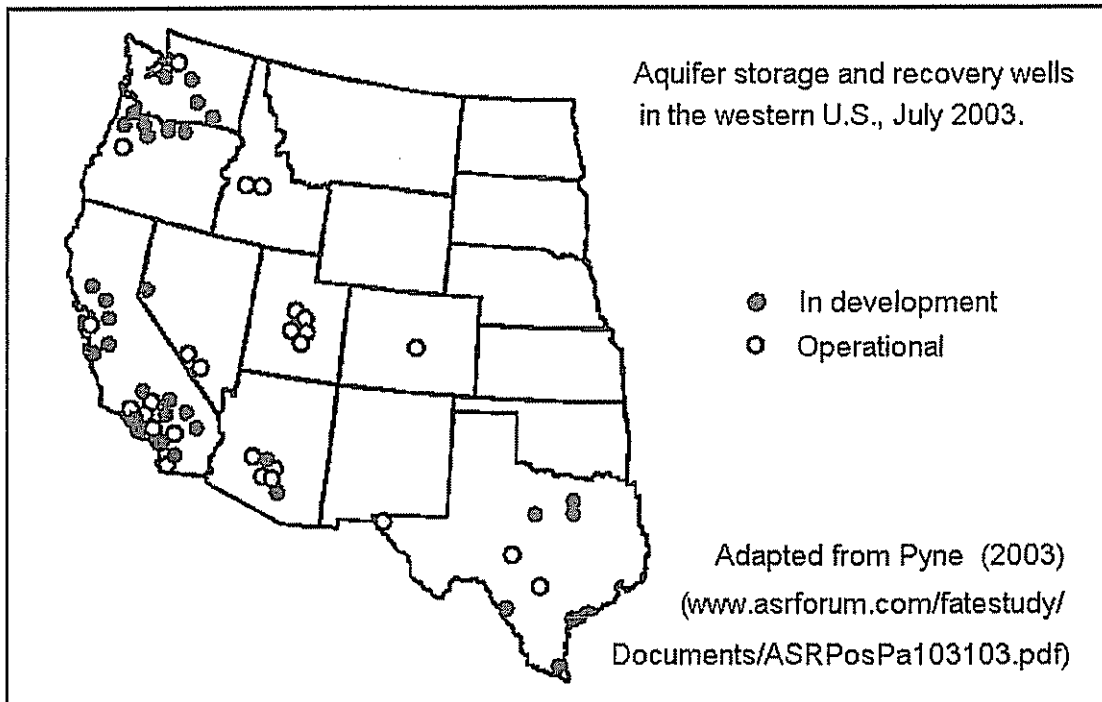 Aquifer storage and recovery wells
in the western U.S., July 2003.
In development
Operational
Adapted from Pyne (2003)
(www.asrforum.com/fatestudy/
Documents/ASRPosPa103103.pdf)